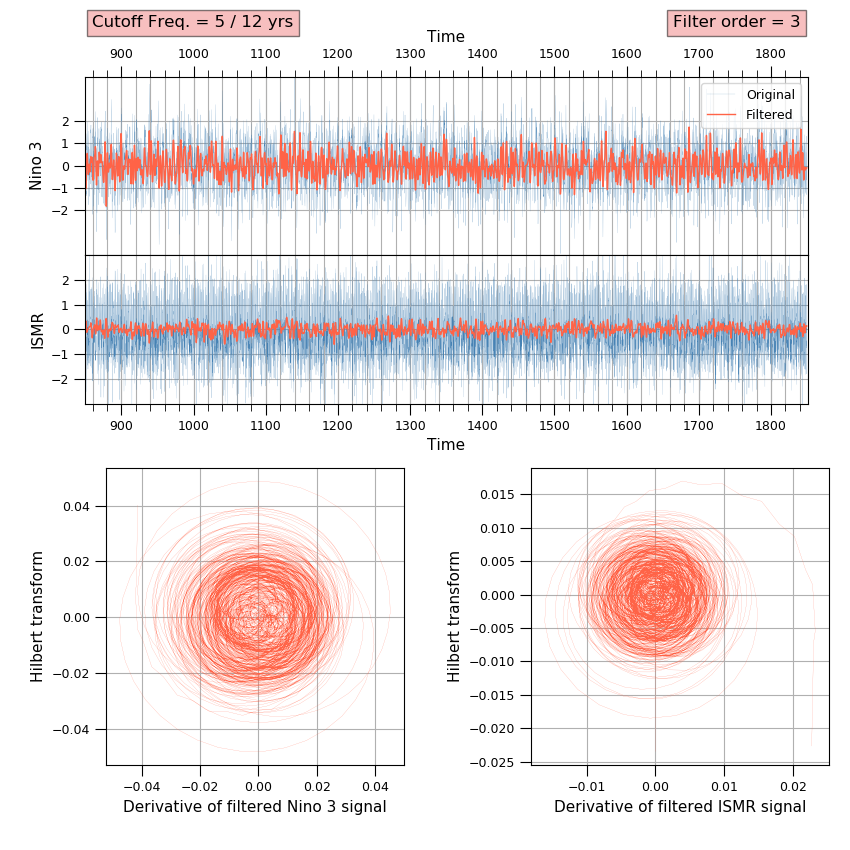 Cutoff Freq. = 5 / 12 yrs
Filter order = 3
Time
900 1000 1100 1200 1300 1400 1500 1600 1700 1800
Original
Filtered
Nino 3
2
1
0
−1
−2
ISMR
2
1
0
−1
−2
900 1000 1100 1200 1300 1400 1500 1600 1700 1800
Time
Hilbert transform
0.04
0.02
0.00
−0.02
−0.04
−0.04 −0.02 0.00 0.02 0.04
Derivative of filtered Nino 3 signal
Hilbert transform
0.015
0.010
0.005
0.000
−0.005
−0.010
−0.015
−0.020
−0.025
−0.01 0.00 0.01 0.02
Derivative of filtered ISMR signal